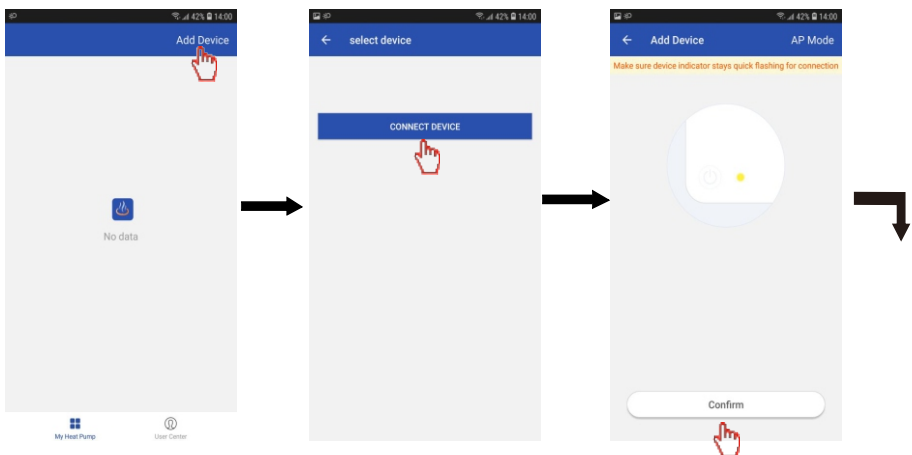 42% 14:00
Add Device
No data
My Heat Pump
User Center
42% 14:00
select device
CONNECT DEVICE
42% 14:00
Add Device
AP Mode
Make sure device indicator stays quick flashing for connection
Confirm